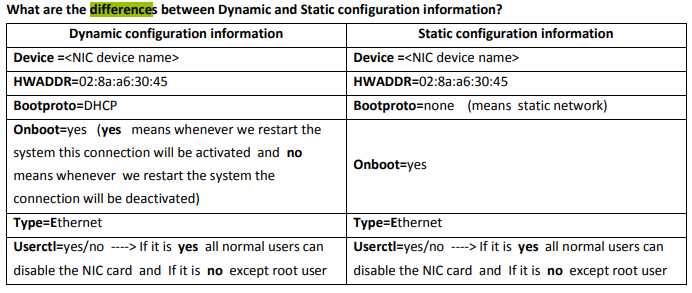 What are the differences between Dynamic and Static configuration information?
Dynamic configuration information
Static configuration information
Device =<NIC device name>
Device =<NIC device name>
HWADDR=02:8a:a6:30:45
HWADDR=02:8a:a6:30:45
Bootproto=DHCP
Bootproto=none (means static network)
Onboot=yes (yes means whenever we restart the
system this connection will be activated and no
means whenever we restart the system the
connection will be deactivated)
Onboot=yes
Type=Ethernet
Type=Ethernet
Userctl=yes/no ----> If it is yes all normal users can
disable the NIC card and If it is no except root user
Userctl=yes/no ----> If it is yes all normal users can
disable the NIC card and If it is no except root user